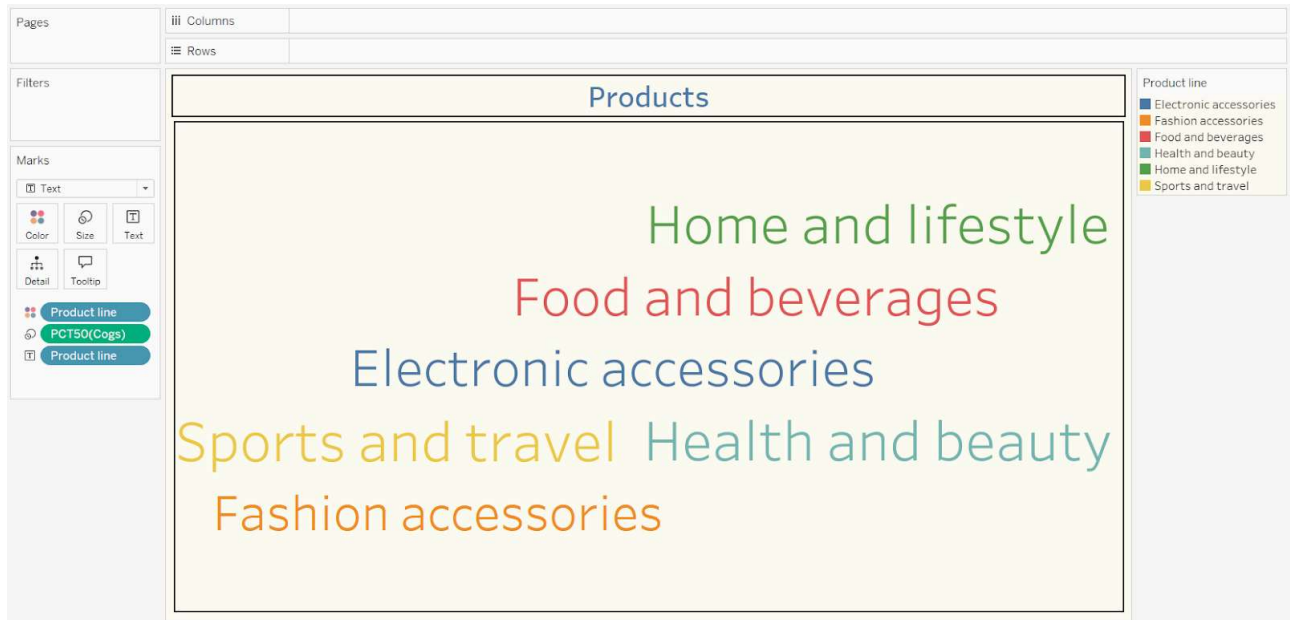 Pages
Columns
Rows
Filters
Marks
Text
Color Size Text
Detail Tooltip
Product line
PCT50(Cogs)
Product line
Products
Home and lifestyle
Food and beverages
Electronic accessories
Sports and travel Health and beauty
Fashion accessories
Product line
Electronic accessories
Fashion accessories
Food and beverages
Health and beauty
Home and lifestyle
Sports and travel